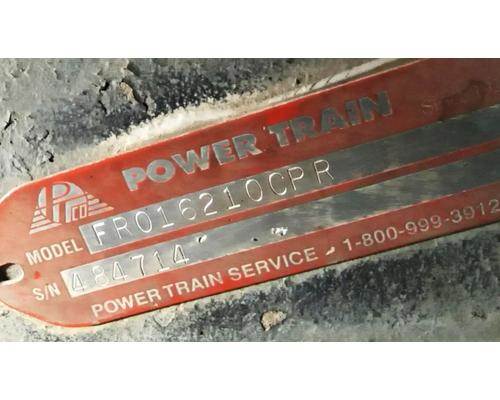 POWER TRAIN
PTCO
MODEL FRO16210CPR
S/N 484714
POWER TRAIN SERVICE - 1-800-999-3912